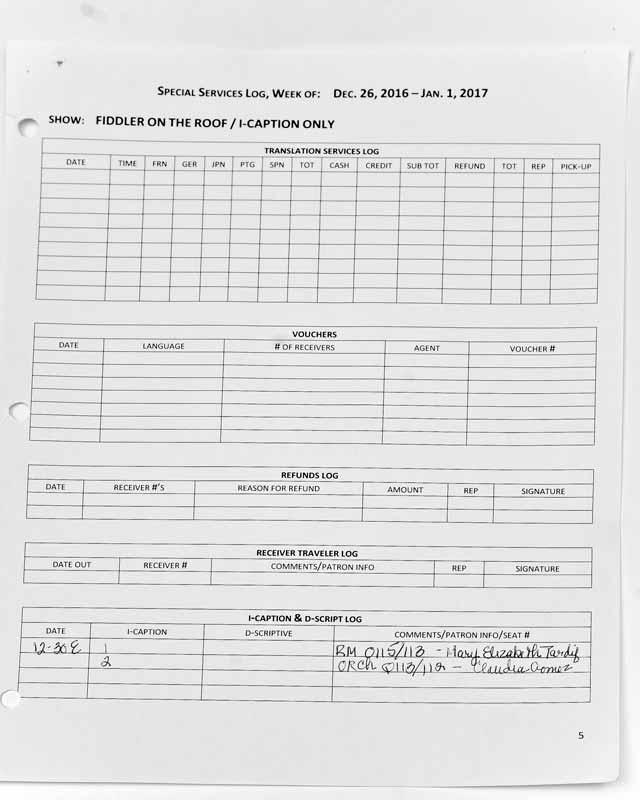 SPECIAL SERVICES LOG, WEEK OF: DEC. 26, 2016 – JAN. 1, 2017
SHOW: FIDDLER ON THE ROOF / I-CAPTION ONLY
TRANSLATION SERVICES LOG
DATE TIME FRN GER JPN PTG SPN TOT CASH CREDIT SUB TOT REFUND TOT REP PICK-UP
VOUCHERS
DATE LANGUAGE # OF RECEIVERS AGENT VOUCHER #
REFUNDS LOG
DATE RECEIVER #'S REASON FOR REFUND AMOUNT REP SIGNATURE
RECEIVER TRAVELER LOG
DATE OUT RECEIVER # COMMENTS/PATRON INFO REP SIGNATURE
I-CAPTION & D-SCRIPT LOG
DATE I-CAPTION D-SCRIPTIVE COMMENTS/PATRON INFO/SEAT #
12-30 E 1 RM O115/113 - Mary Elizabeth Tardif
2 ORCH O113/112 - Claudia Gomez
5